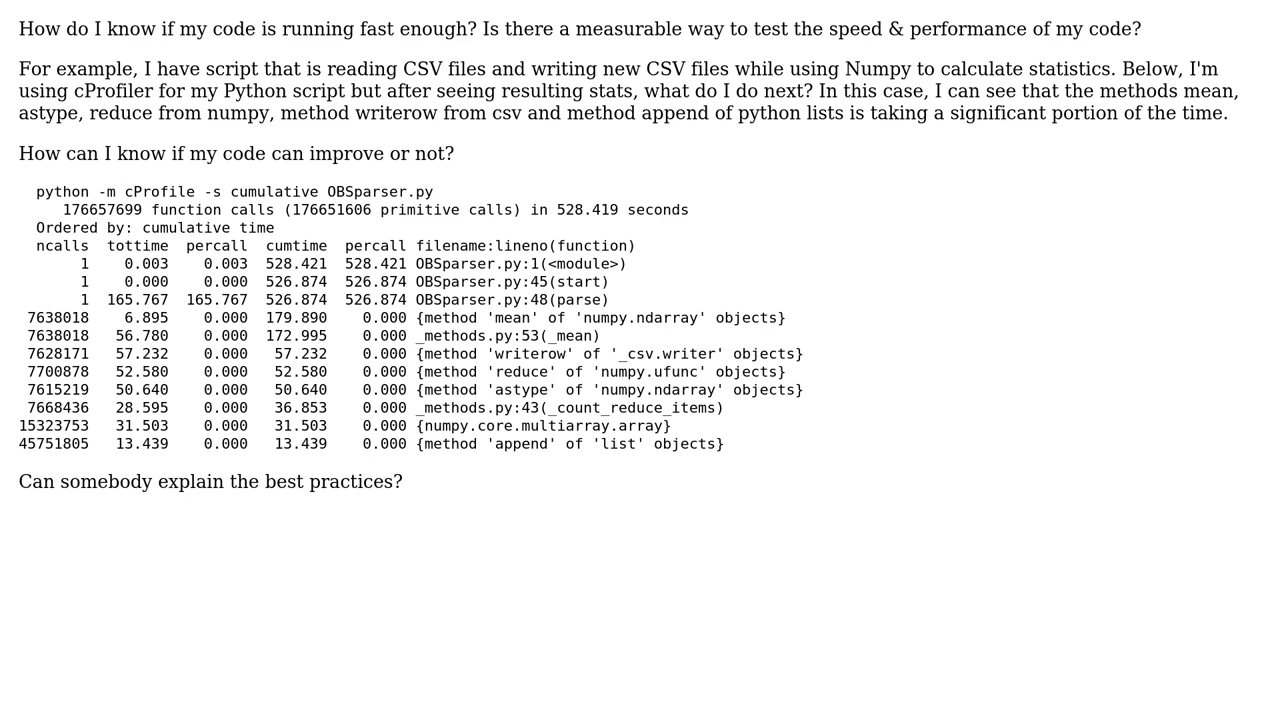 How do I know if my code is running fast enough? Is there a measurable way to test the speed & performance of my code?
For example, I have script that is reading CSV files and writing new CSV files while using Numpy to calculate statistics. Below, I'm
using cProfiler for my Python script but after seeing resulting stats, what do I do next? In this case, I can see that the methods mean,
astype, reduce from numpy, method writerow from csv and method append of python lists is taking a significant portion of the time.
How can I know if my code can improve or not?
python -m cProfile -s cumulative OBSparser.py
176657699 function calls (176651606 primitive calls) in 528.419 seconds
Ordered by: cumulative time
ncalls tottime percall cumtime percall filename:lineno(function)
1 0.003 0.003 528.421 528.421 OBSparser.py:1(<module>)
1 0.000 0.000 526.874 526.874 OBSparser.py:45(start)
1 165.767 165.767 526.874 526.874 OBSparser.py:48(parse)
7638018 6.895 0.000 179.890 0.000 {method 'mean' of 'numpy.ndarray' objects}
7638018 56.780 0.000 172.995 0.000 _methods.py:53(_mean)
7628171 57.232 0.000 57.232 0.000 {method 'writerow' of '_csv.writer' objects}
7700878 52.580 0.000 52.580 0.000 {method 'reduce' of 'numpy.ufunc' objects}
7615219 50.640 0.000 50.640 0.000 {method 'astype' of 'numpy.ndarray' objects}
7668436 28.595 0.000 36.853 0.000 _methods.py:43(_count_reduce_items)
15323753 31.503 0.000 31.503 0.000 {numpy.core.multiarray.array}
45751805 13.439 0.000 13.439 0.000 {method 'append' of 'list' objects}
Can somebody explain the best practices?